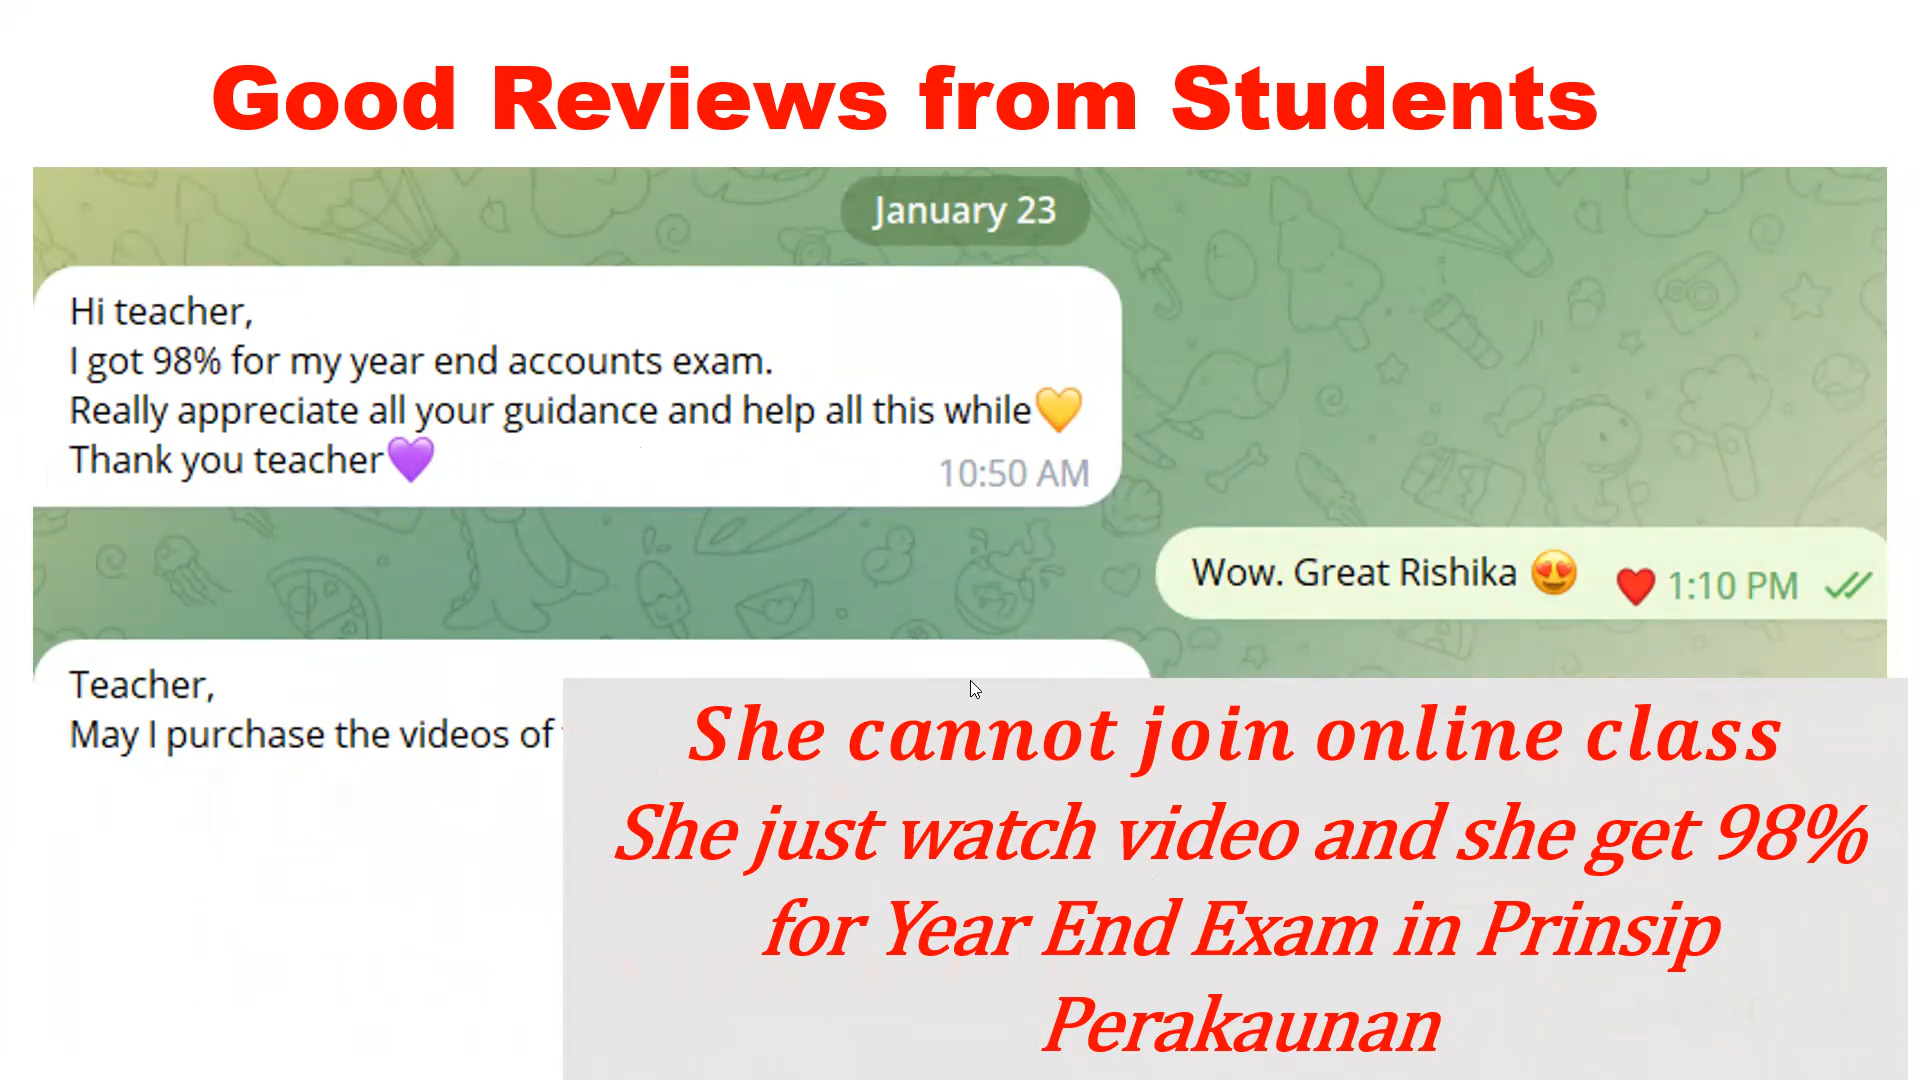 Good Reviews from Students
January 23
Hi teacher,
I got 98% for my year end accounts exam.
Really appreciate all your guidance and help all this while💛
Thank you teacher💜
10:50 AM
Wow. Great Rishika 😍 ❤️ 1:10 PM
Teacher,
May I purchase the videos of
She cannot join online class
She just watch video and she get 98%
for Year End Exam in Prinsip
Perakaunan